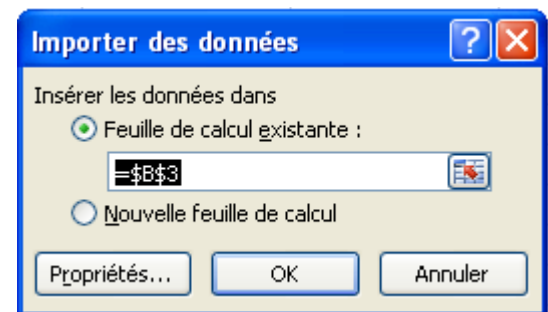 Importer des données
Insérer les données dans
Feuille de calcul existante :
=$B$3
Nouvelle feuille de calcul
Propriétés... OK Annuler